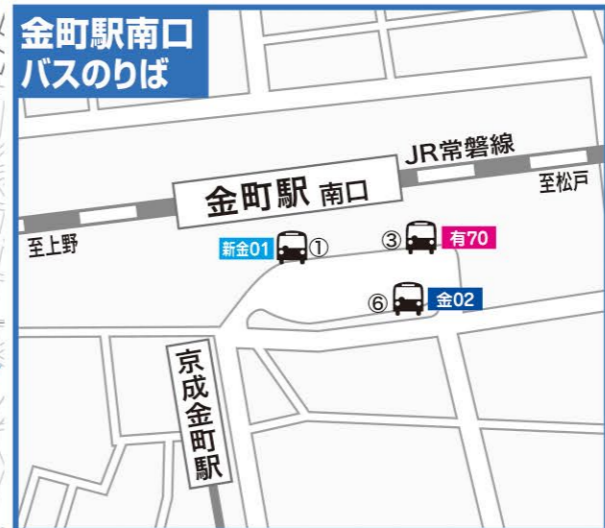 金町駅南口
バスのりば
JR常磐線
金町駅 南口
至松戸
至上野
新金01
①
③
有70
⑥
金02
京成金町駅